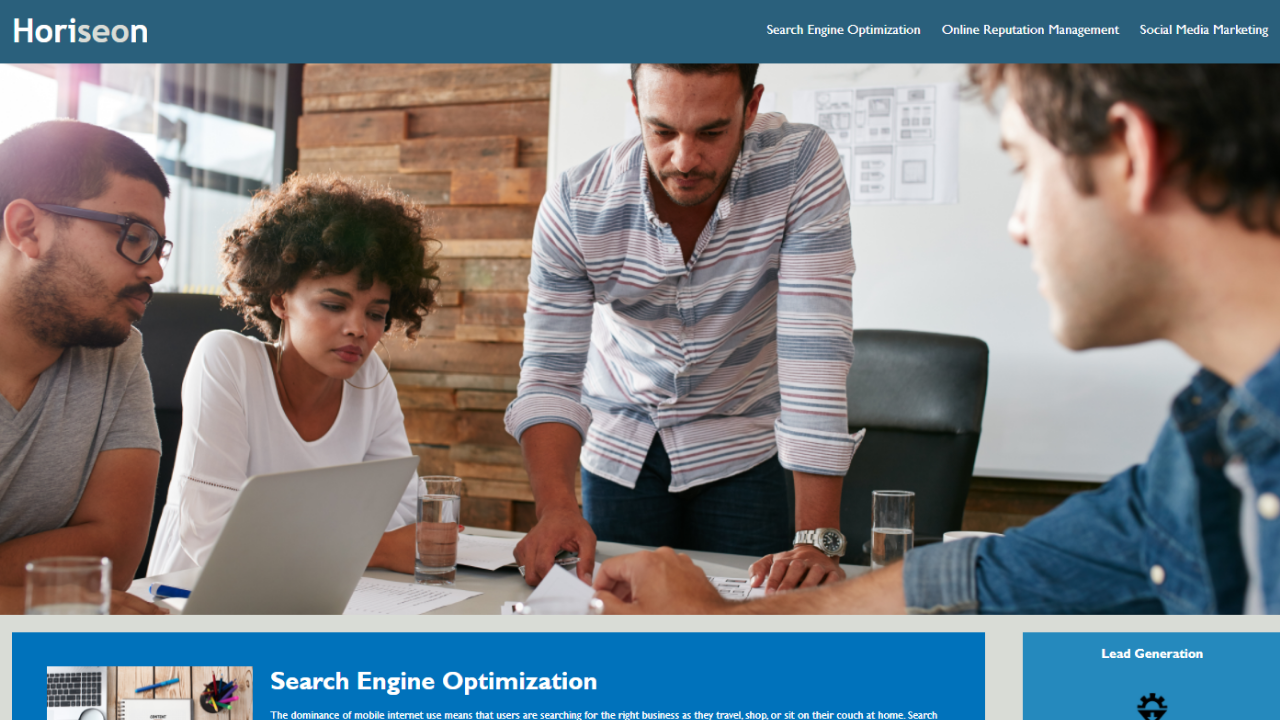 Horiseon
Search Engine Optimization
Online Reputation Management
Social Media Marketing
Search Engine Optimization
The dominance of mobile internet use means that users are searching for the right business as they travel, shop, or sit on their couch at home. Search
Lead Generation
CONTENT